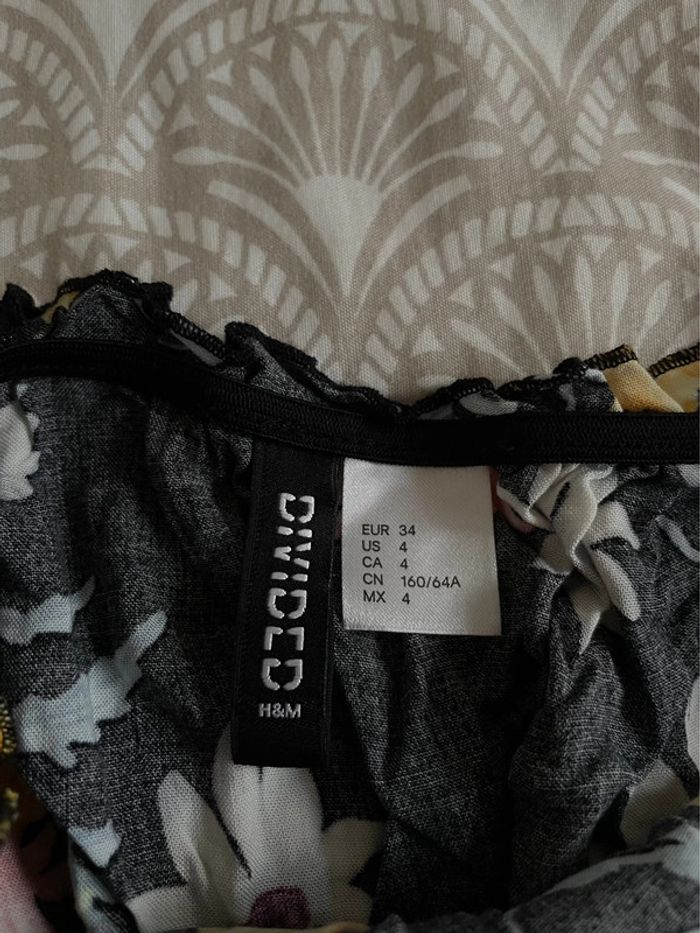 DIVIDED
H&M
EUR 34
US 4
CA 4
CN 160/64A
MX 4